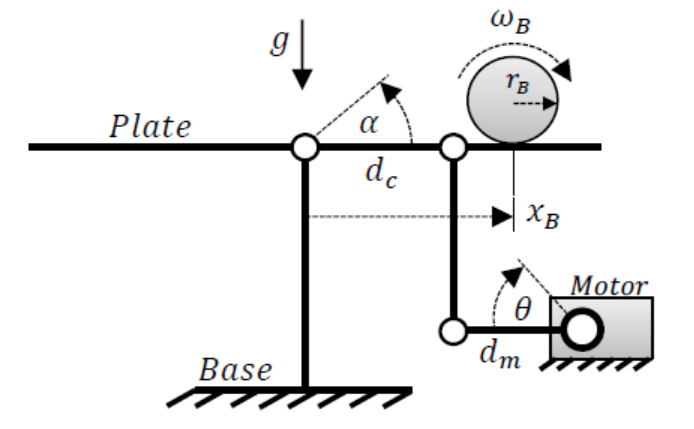 ω_B
g
r_B
Plate
α
d_c
x_B
Motor
θ
d_m
Base